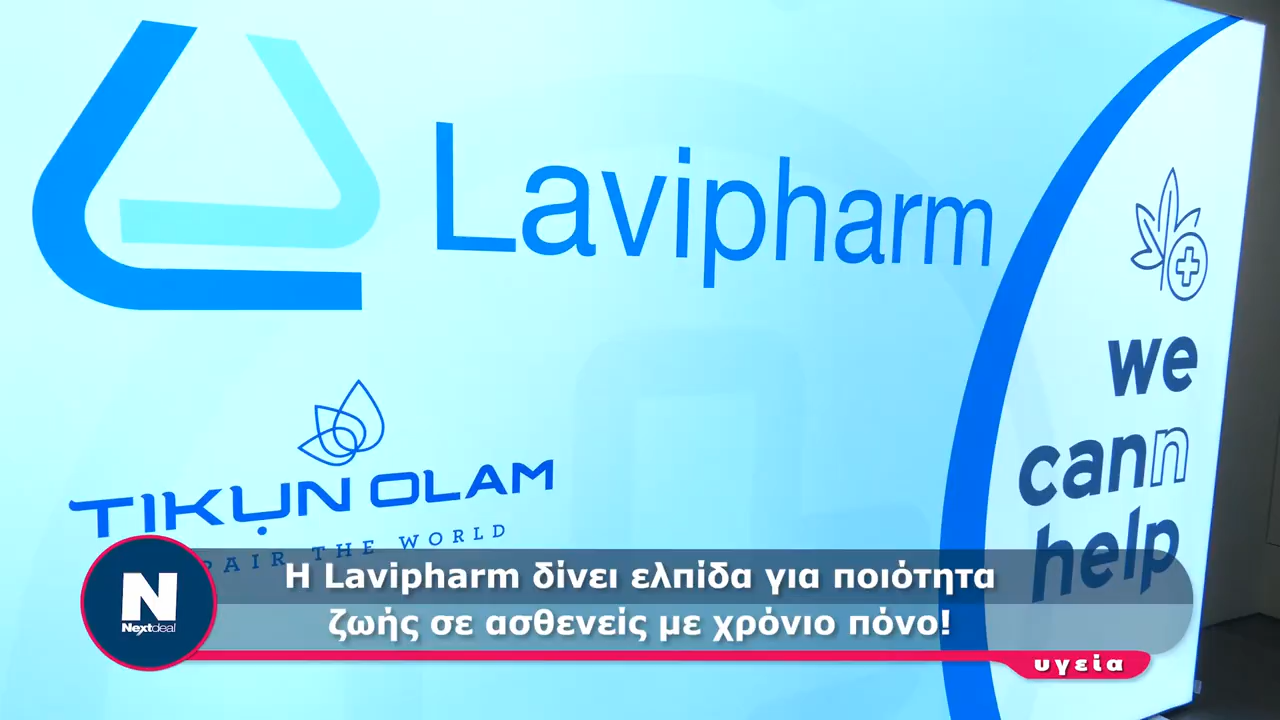 Lavipharm
we
cann
help
TIKUN OLAM
PAIR THE WORLD
Η Lavipharm δίνει ελπίδα για ποιότητα
ζωής σε ασθενείς με χρόνιο πόνο!
N
Nextdeal
υγεία